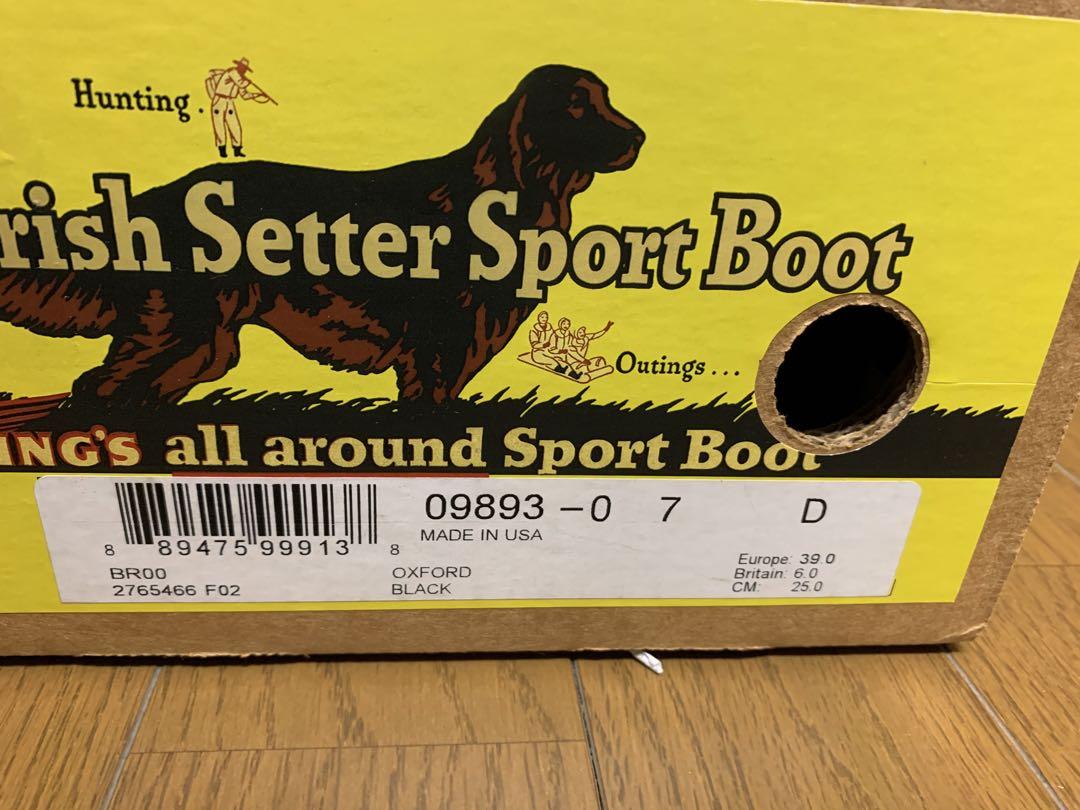 Hunting.
rish Setter Sport Boot
Outings...
ING'S all around Sport Boot
09893-0 7 D
MADE IN USA
8 89475 99913 8
BR00
2765466 F02
OXFORD
BLACK
Europe: 39.0
Britain: 6.0
CM: 25.0